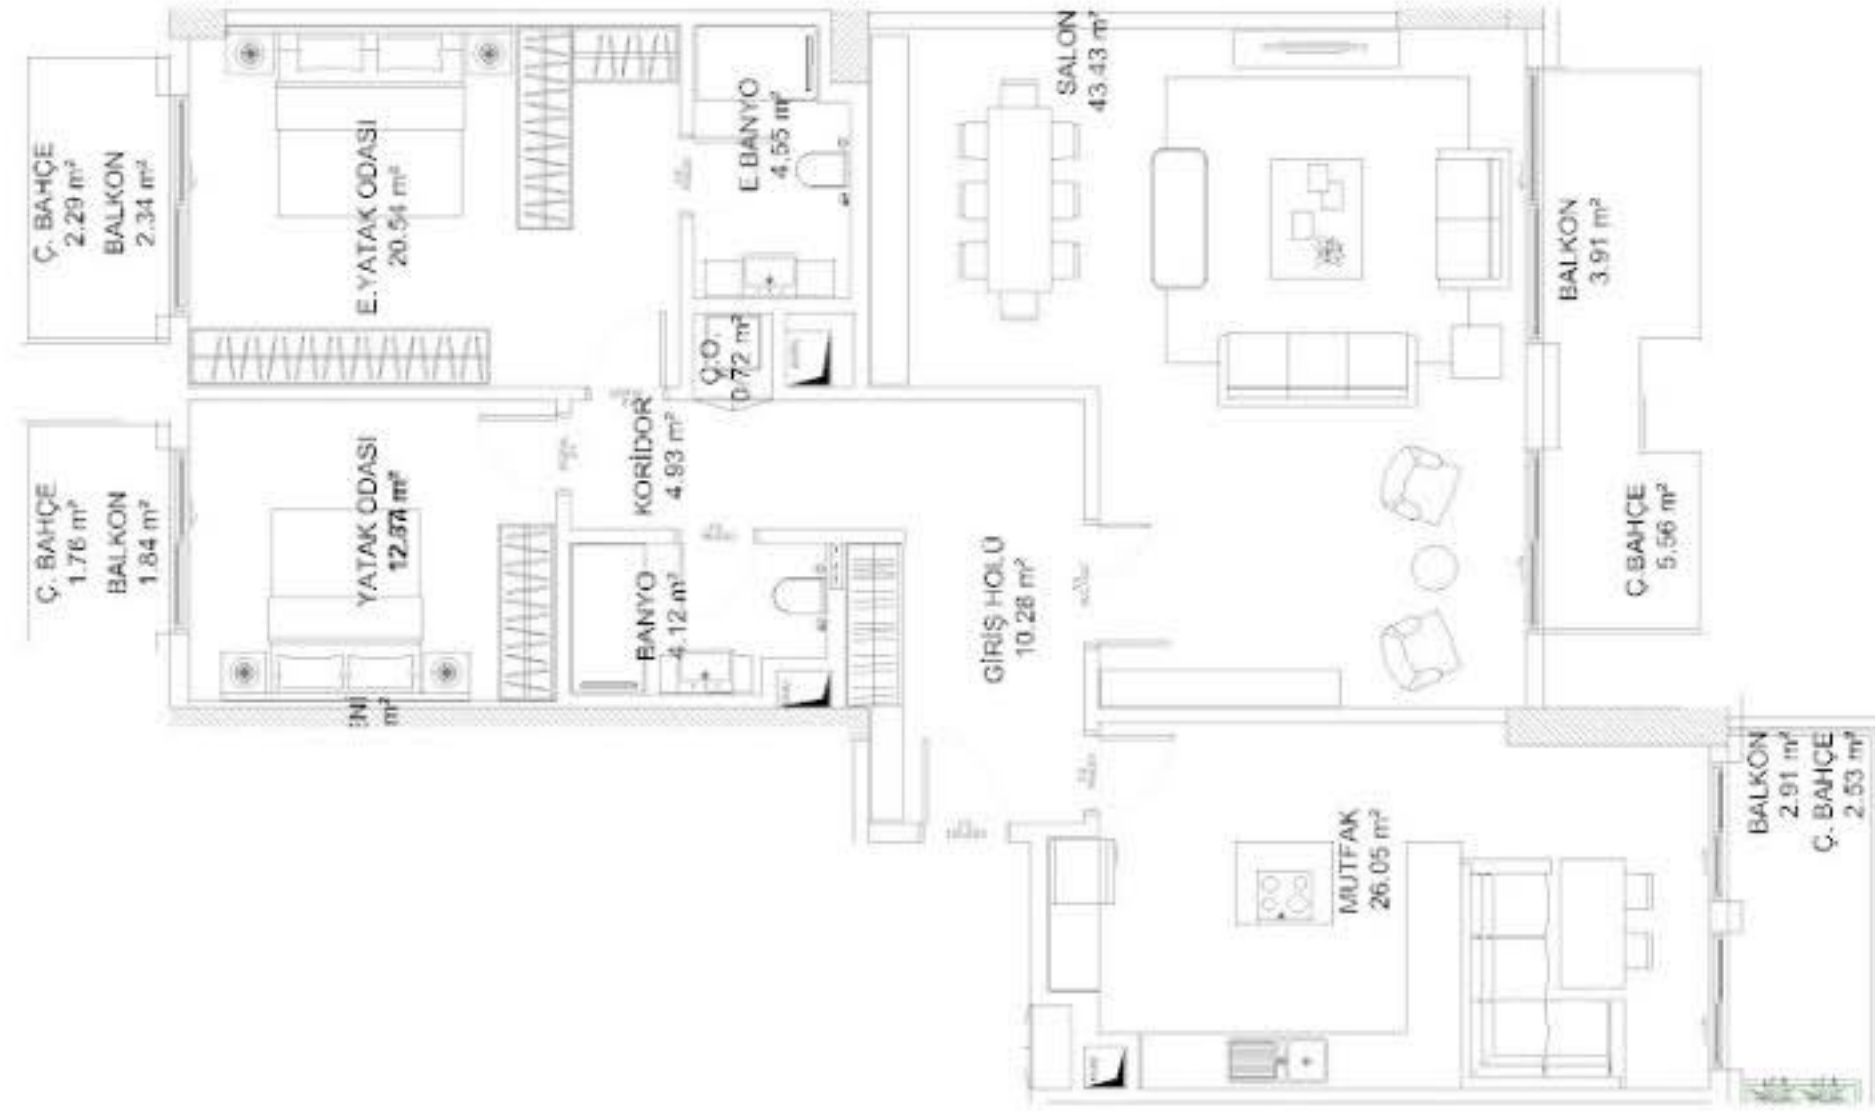 Ç. BAHÇE
2.29 m²
BALKON
2.34 m²
E.YATAK ODASI
20.54 m²
E.BANYO
4.55 m²
SALON
43.43 m²
BALKON
3.91 m²
Ç.O.
0.72 m²
Ç. BAHÇE
1.76 m²
BALKON
1.84 m²
YATAK ODASI
m²
KORİDOR
4.93 m²
BANYO
4.12 m²
GİRİŞ HOLÜ
10.28 m²
Ç.BAHÇE
5.56 m²
ENİ
m²
MUTFAK
26.05 m²
BALKON
2.91 m²
Ç. BAHÇE
2.53 m²